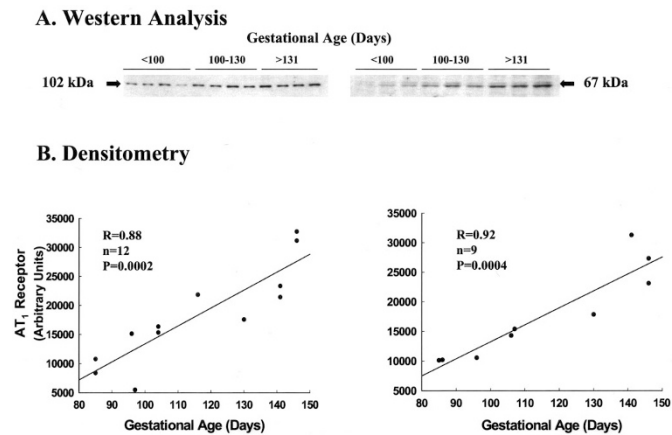 A. Western Analysis
Gestational Age (Days)
<100 100-130 >131 <100 100-130 >131
102 kDa 67 kDa
B. Densitometry
AT1 Receptor
(Arbitrary Units)
35000
30000
25000
20000
15000
10000
5000
R=0.88
n=12
P=0.0002
80 90 100 110 120 130 140 150
Gestational Age (Days)
35000
30000
25000
20000
15000
10000
5000
R=0.92
n=9
P=0.0004
80 90 100 110 120 130 140 150
Gestational Age (Days)